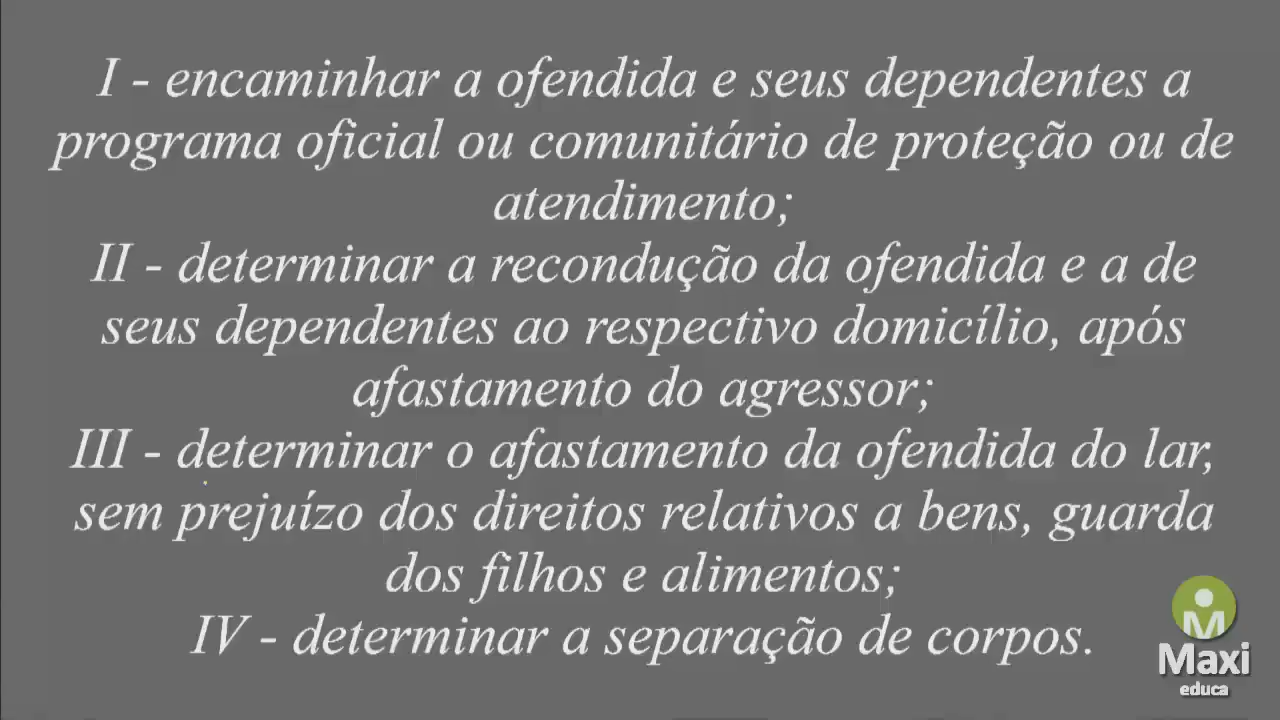 I - encaminhar a ofendida e seus dependentes a
programa oficial ou comunitário de proteção ou de
atendimento;
II - determinar a recondução da ofendida e a de
seus dependentes ao respectivo domicílio, após
afastamento do agressor;
III - determinar o afastamento da ofendida do lar,
sem prejuízo dos direitos relativos a bens, guarda
dos filhos e alimentos;
IV - determinar a separação de corpos.
M
Maxi
educa